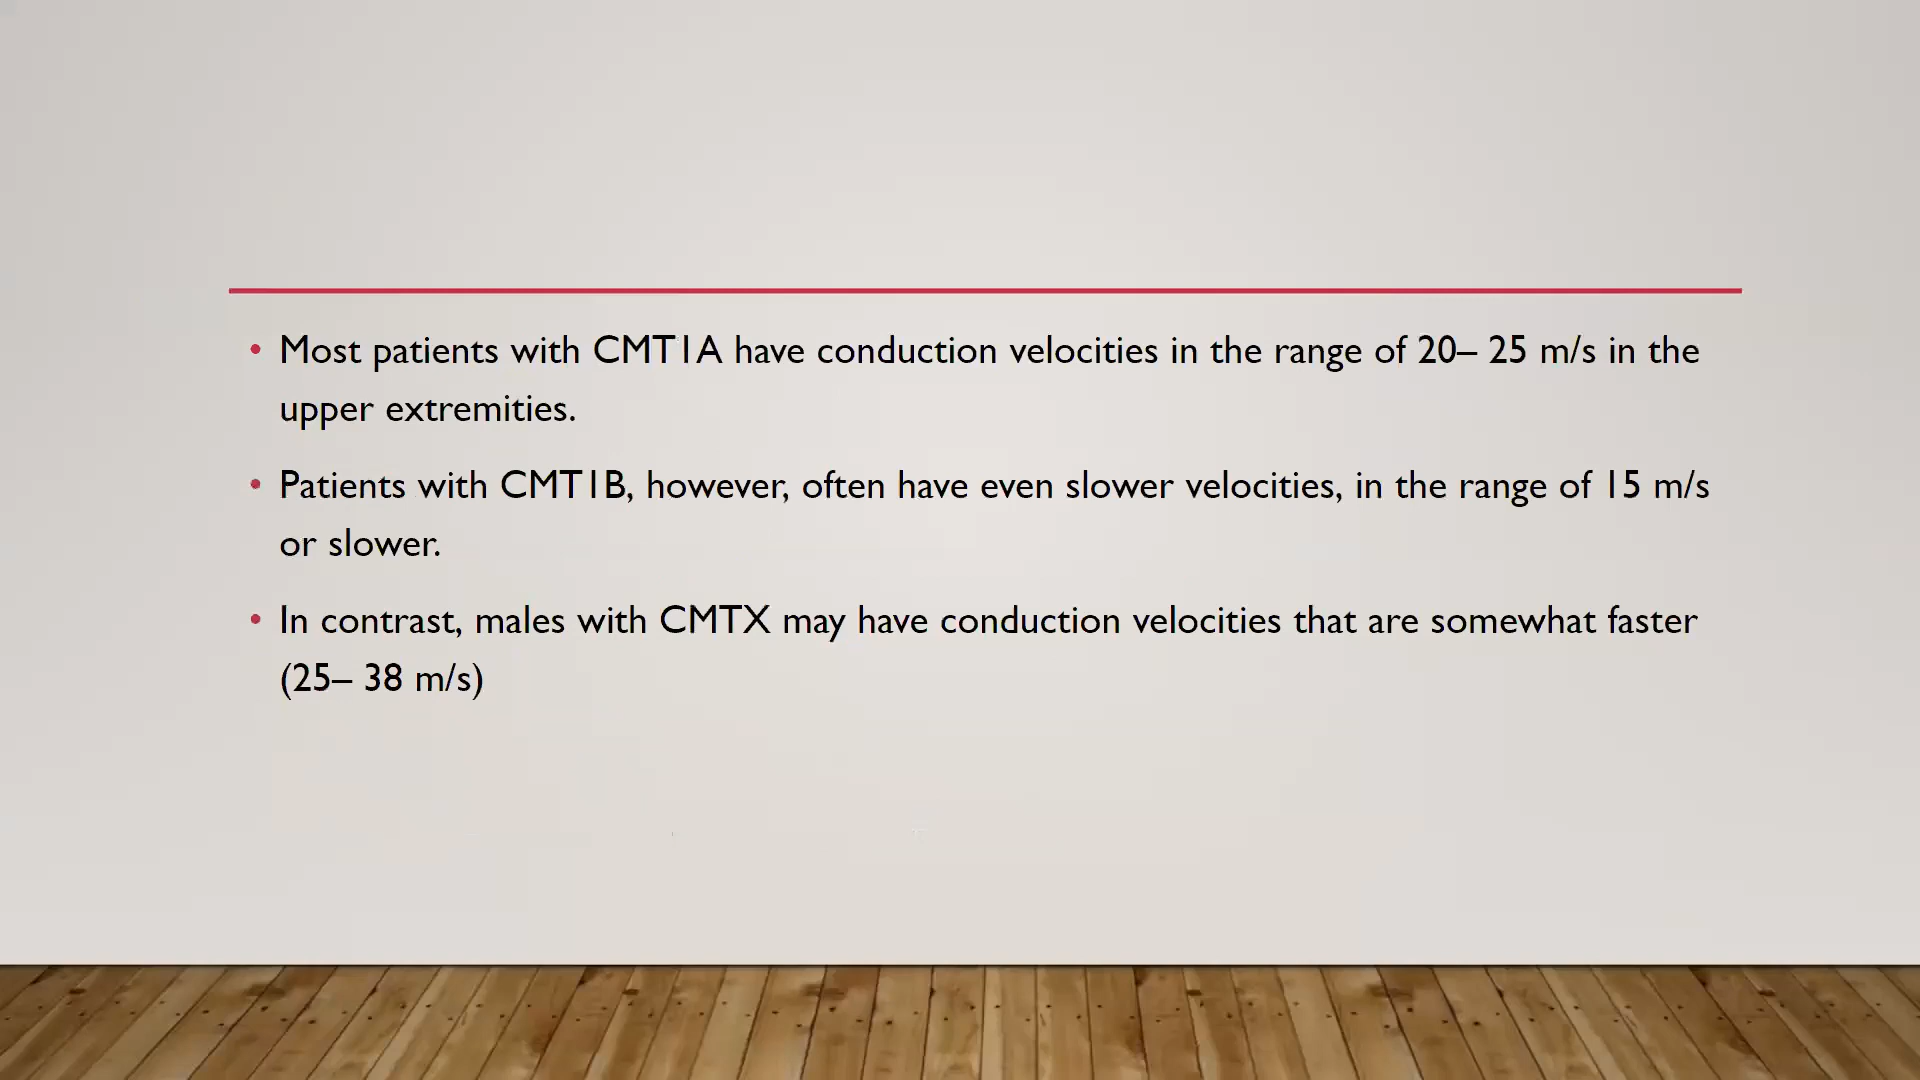 • Most patients with CMT1A have conduction velocities in the range of 20– 25 m/s in the
upper extremities.
• Patients with CMT1B, however, often have even slower velocities, in the range of 15 m/s
or slower.
• In contrast, males with CMTX may have conduction velocities that are somewhat faster
(25– 38 m/s)